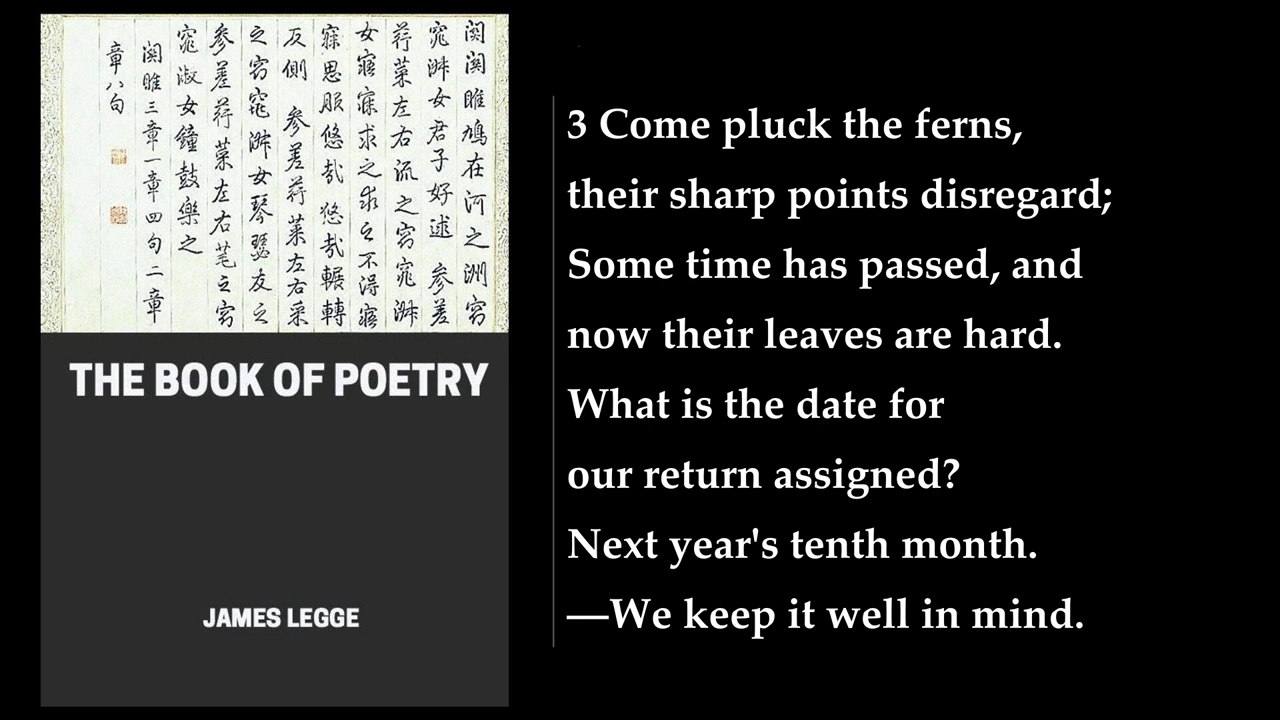 関関雎鳩在河之洲窈
窕淑女君子好逑 参差
荇菜左右流之窈窕淑
女寤寐求之求之不得寤
寐思服悠哉悠哉輾轉
反側 参差荇菜左右采
之窈窕淑女琴瑟友之
参差荇菜左右芼之窈
窕淑女鐘鼓樂之
関雎三章一章四句二章
章八句
THE BOOK OF POETRY
JAMES LEGGE
3 Come pluck the ferns,
their sharp points disregard;
Some time has passed, and
now their leaves are hard.
What is the date for
our return assigned?
Next year's tenth month.
—We keep it well in mind.